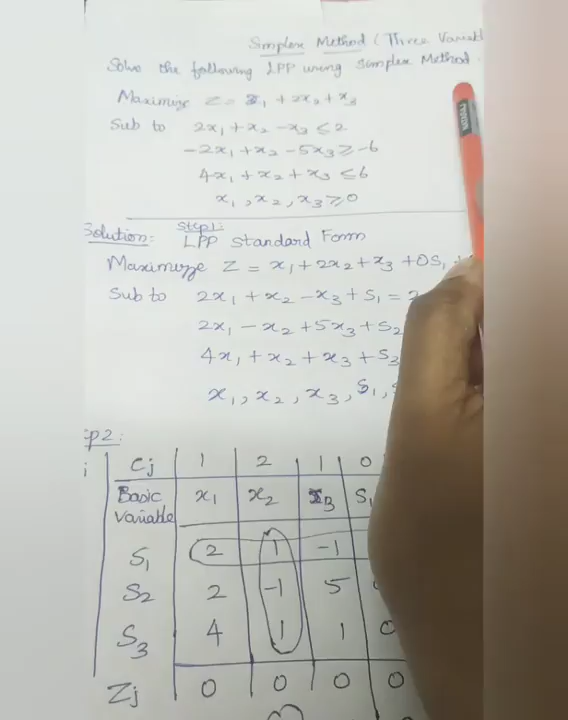 Simplex Method (Three Variabl
Solve the following LPP using simplex Method.
Maximize Z = x₁ + 2x₂ + x₃
Sub to 2x₁ + x₂ - x₃ ≤ 2
-2x₁ + x₂ - 5x₃ ≥ -6
4x₁ + x₂ + x₃ ≤ 6
x₁, x₂, x₃ ≥ 0
Solution: Step1:
LPP standard Form
Maximize Z = x₁ + 2x₂ + x₃ + 0S₁ +
Sub to 2x₁ + x₂ - x₃ + S₁ = 2
2x₁ - x₂ + 5x₃ + S₂
4x₁ + x₂ + x₃ + S₃
x₁, x₂, x₃, S₁,
ep2:
i Cj 1 2 1 0
Basic Variable x₁ x₂ x₃ S₁
S₁ 2 1 -1
S₂ 2 -1 5
S₃ 4 1 1 0
Zj 0 0 0 0